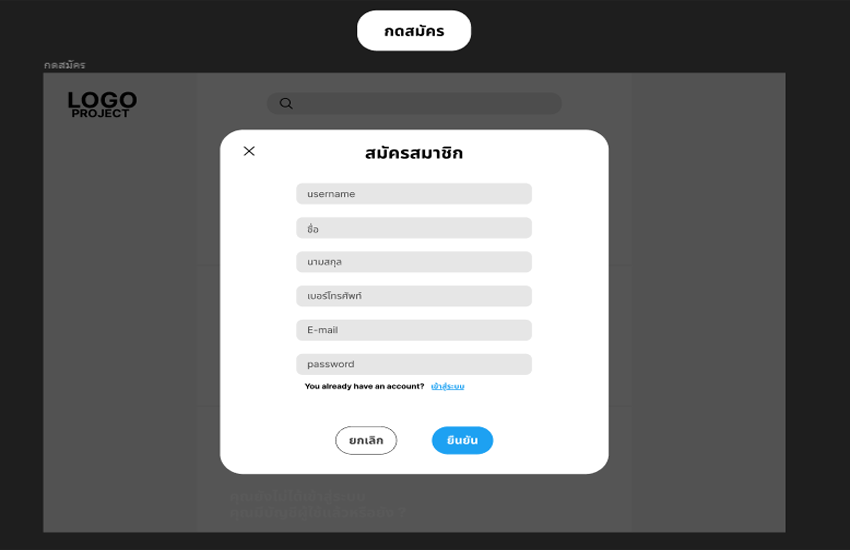 กดสมัคร
กดสมัคร
LOGO
PROJECT
สมัครสมาชิก
username
ชื่อ
นามสกุล
เบอร์โทรศัพท์
E-mail
password
You already have an account? เข้าสู่ระบบ
ยกเลิก
ยืนยัน